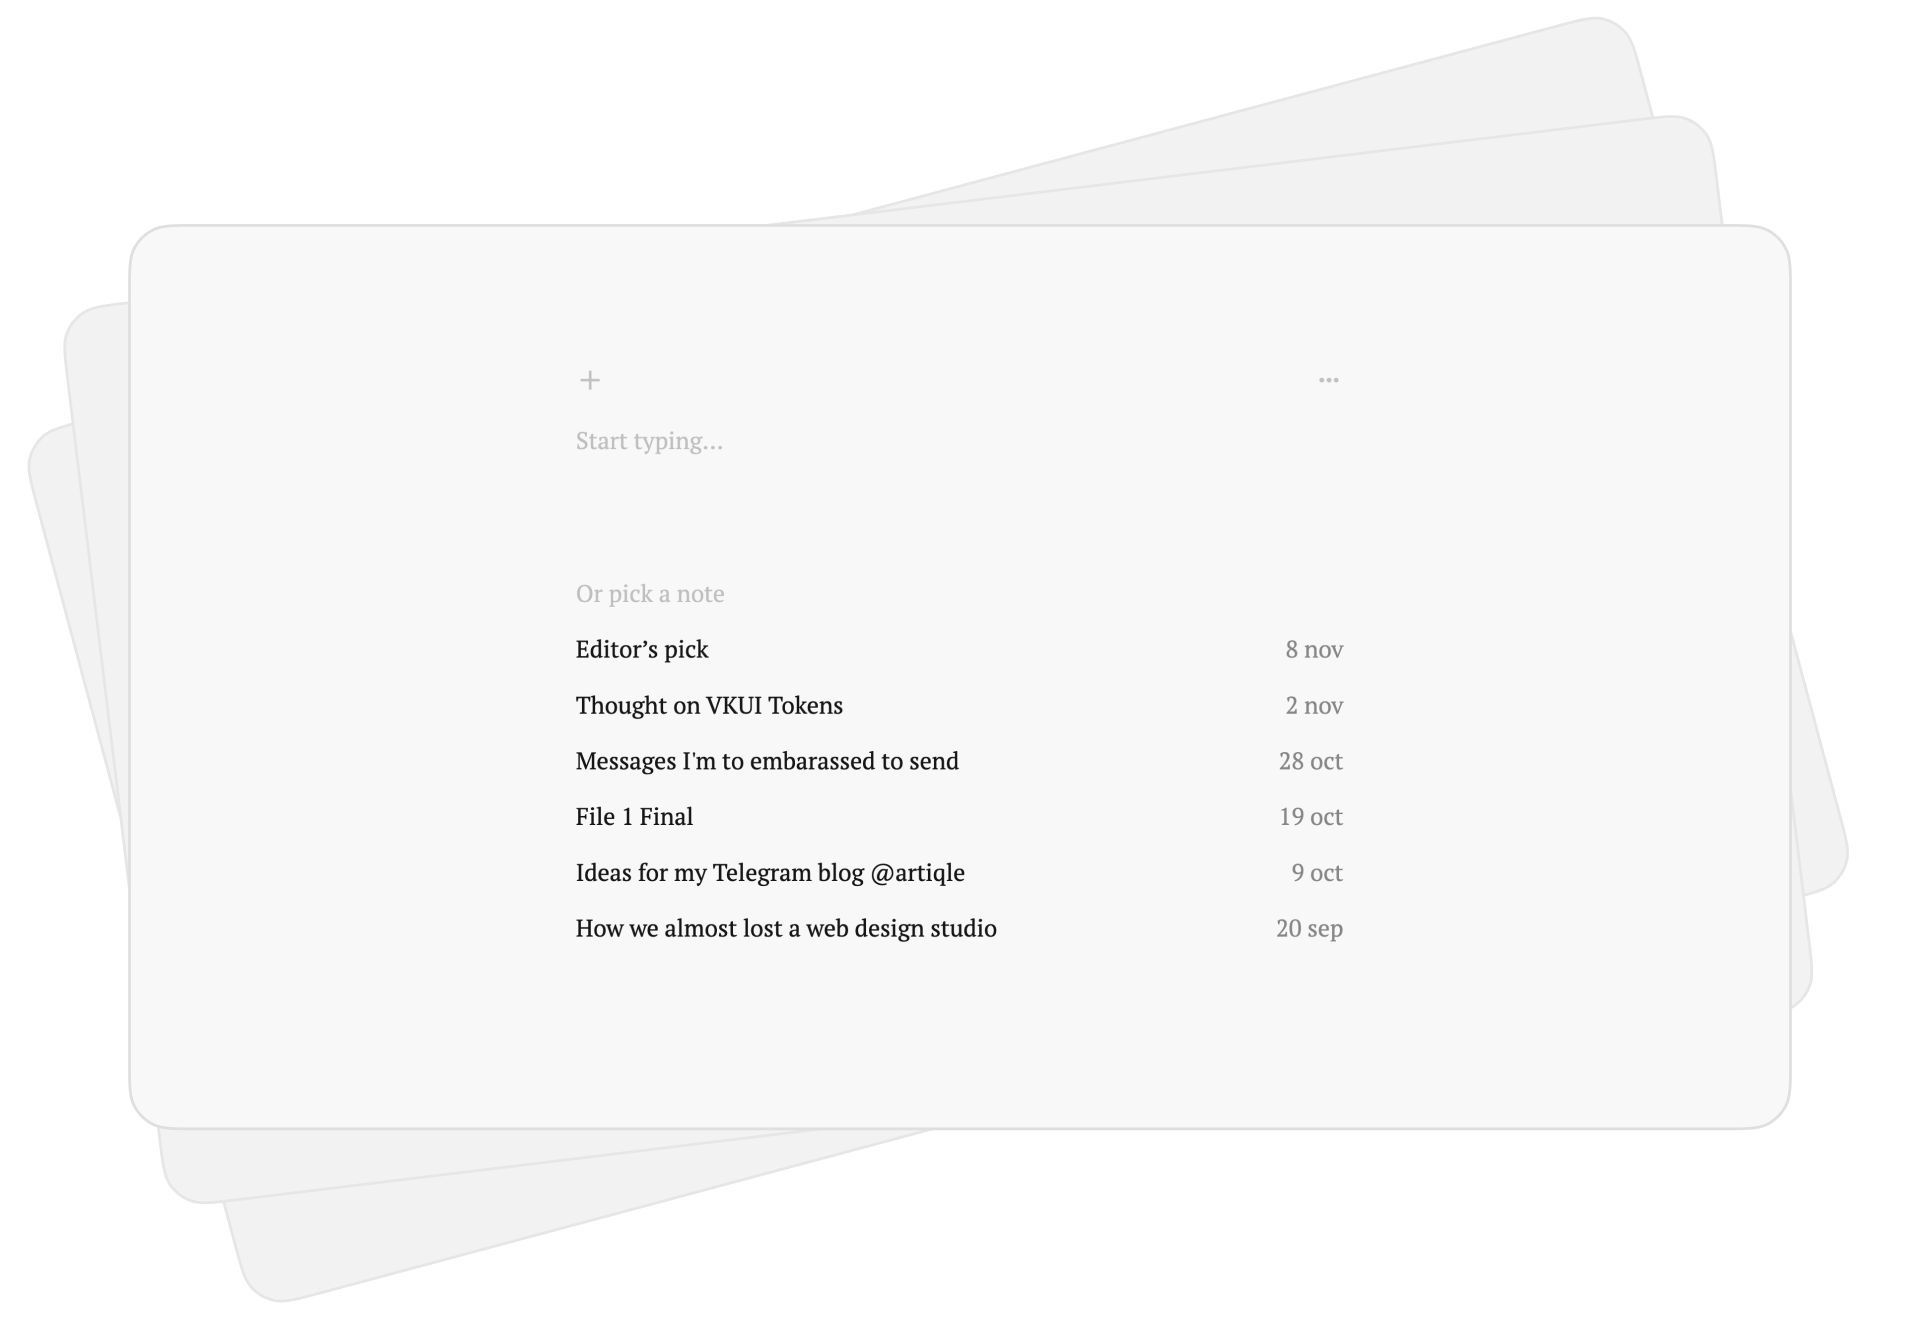 Start typing...
Or pick a note
Editor’s pick 8 nov
Thought on VKUI Tokens 2 nov
Messages I'm to embarassed to send 28 oct
File 1 Final 19 oct
Ideas for my Telegram blog @artiqle 9 oct
How we almost lost a web design studio 20 sep